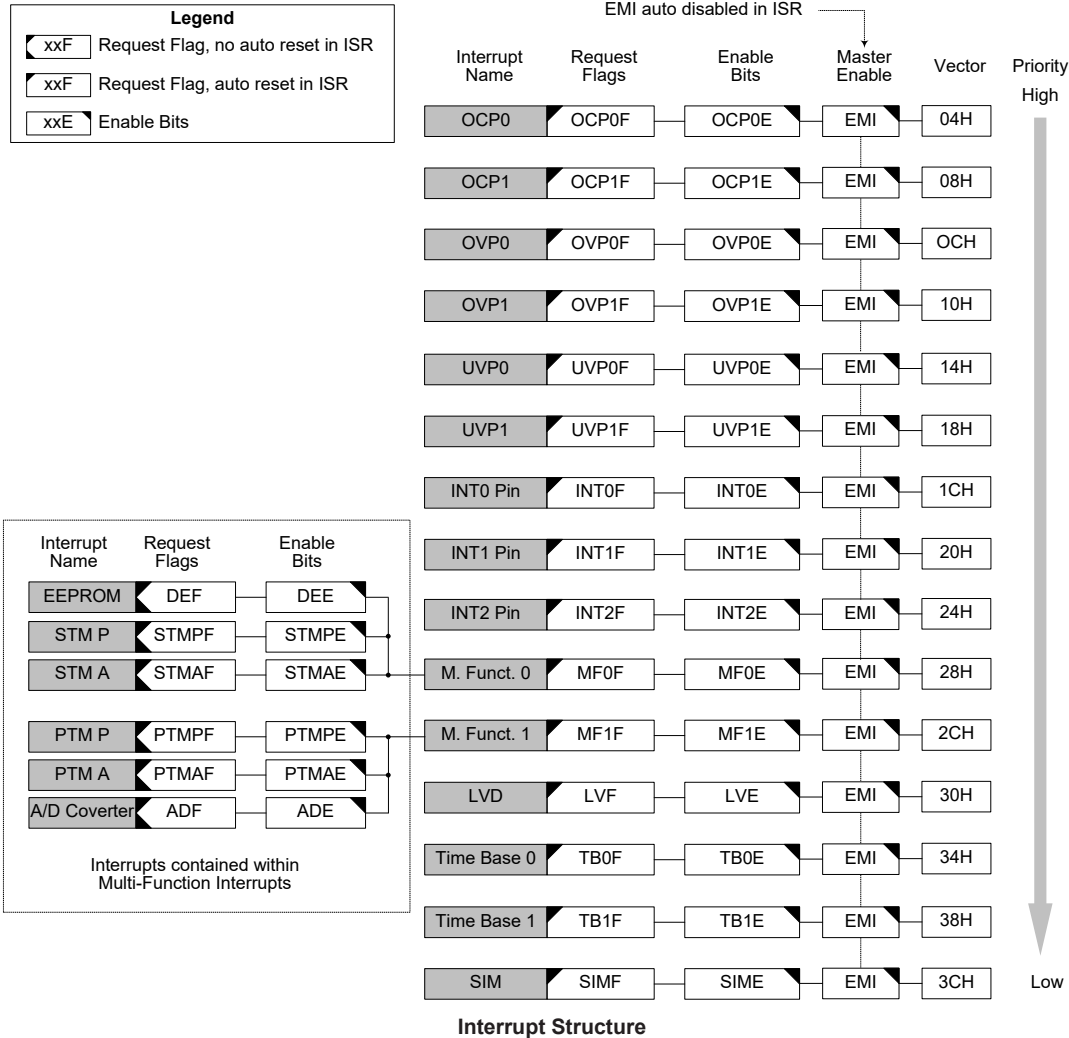 EMI auto disabled in ISR
Legend
xxF Request Flag, no auto reset in ISR
xxF Request Flag, auto reset in ISR
xxE Enable Bits
Interrupt Name Request Flags Enable Bits Master Enable Vector Priority
High
OCP0 OCP0F OCP0E EMI 04H
OCP1 OCP1F OCP1E EMI 08H
OVP0 OVP0F OVP0E EMI OCH
OVP1 OVP1F OVP1E EMI 10H
UVP0 UVP0F UVP0E EMI 14H
UVP1 UVP1F UVP1E EMI 18H
INT0 Pin INT0F INT0E EMI 1CH
INT1 Pin INT1F INT1E EMI 20H
INT2 Pin INT2F INT2E EMI 24H
M. Funct. 0 MF0F MF0E EMI 28H
M. Funct. 1 MF1F MF1E EMI 2CH
LVD LVF LVE EMI 30H
Time Base 0 TB0F TB0E EMI 34H
Time Base 1 TB1F TB1E EMI 38H
SIM SIMF SIME EMI 3CH
Low
Interrupt Name Request Flags Enable Bits
EEPROM DEF DEE
STM P STMPF STMPE
STM A STMAF STMAE
PTM P PTMPF PTMPE
PTM A PTMAF PTMAE
A/D Coverter ADF ADE
Interrupts contained within
Multi-Function Interrupts
Interrupt Structure